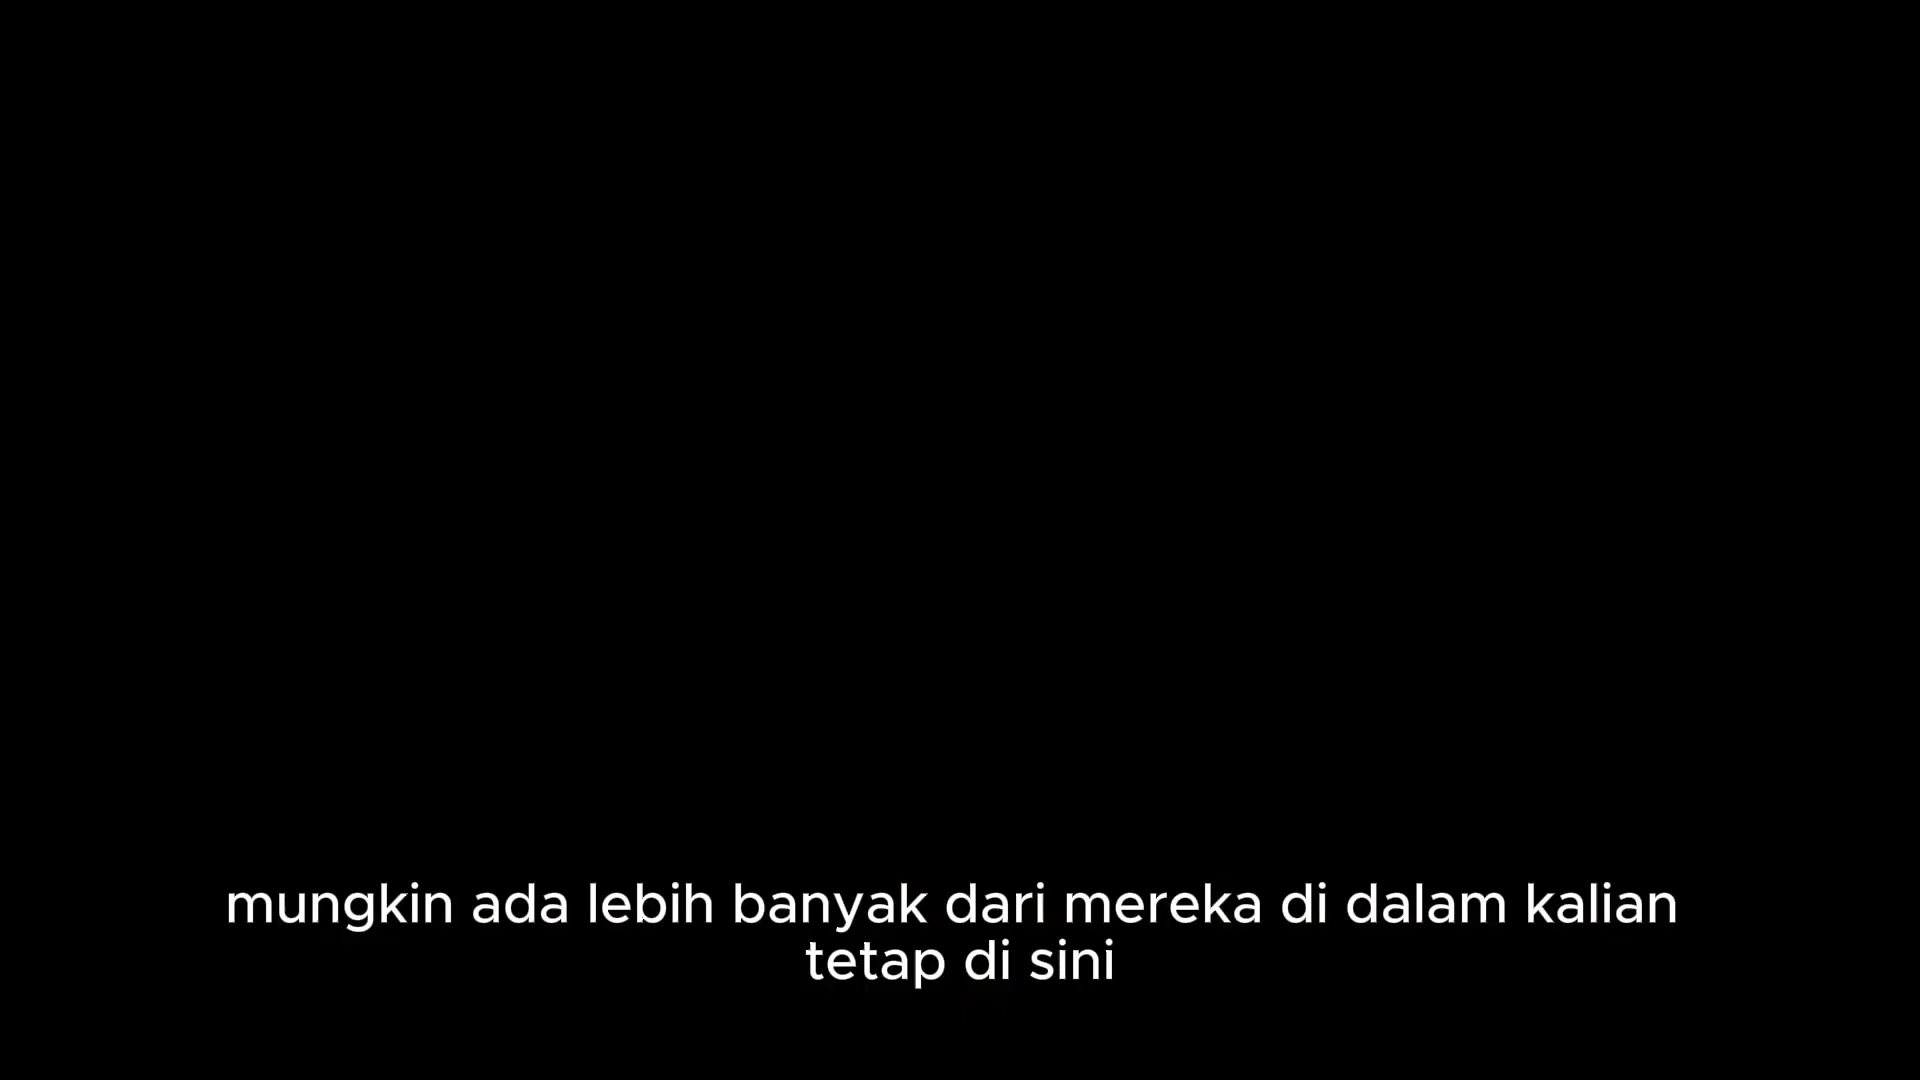 mungkin ada lebih banyak dari mereka di dalam kalian
tetap di sini